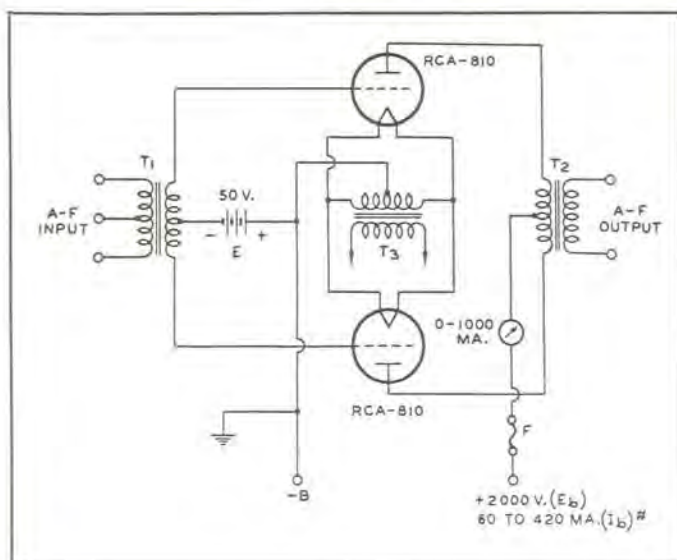 RCA-810
T1
T2
50 V.
A-F
INPUT
- +
E
A-F
OUTPUT
T3
0-1000
MA.
RCA-810
F
-B
+2000 V.(Eb)
60 TO 420 MA.(Ib)#